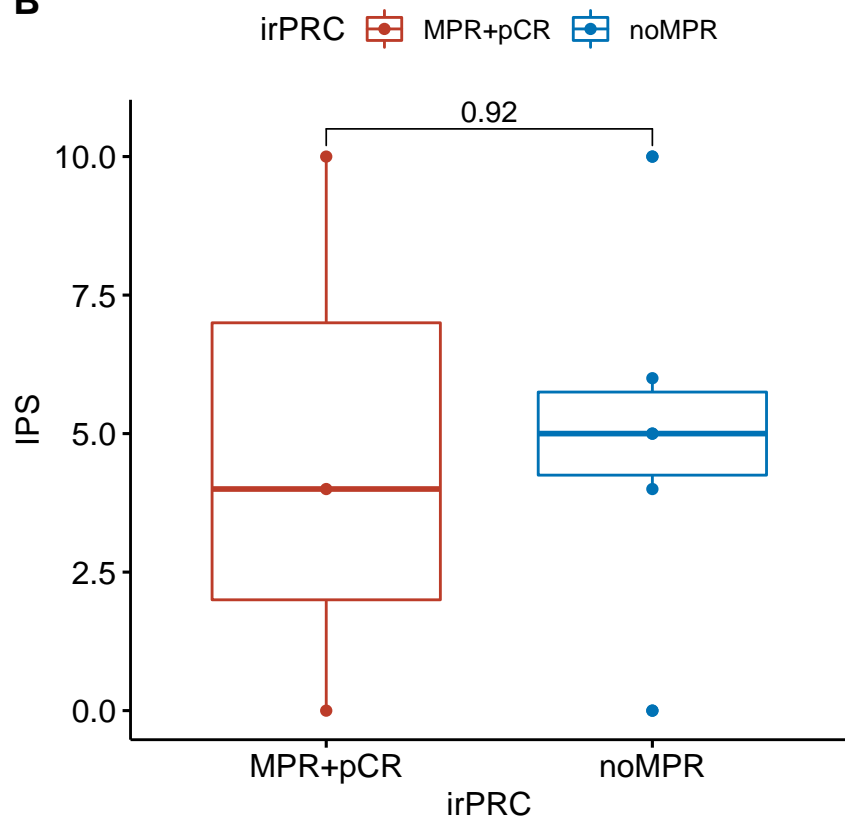 B
irPRC MPR+pCR noMPR
0.92
10.0
7.5
5.0
2.5
0.0
IPS
MPR+pCR noMPR
irPRC